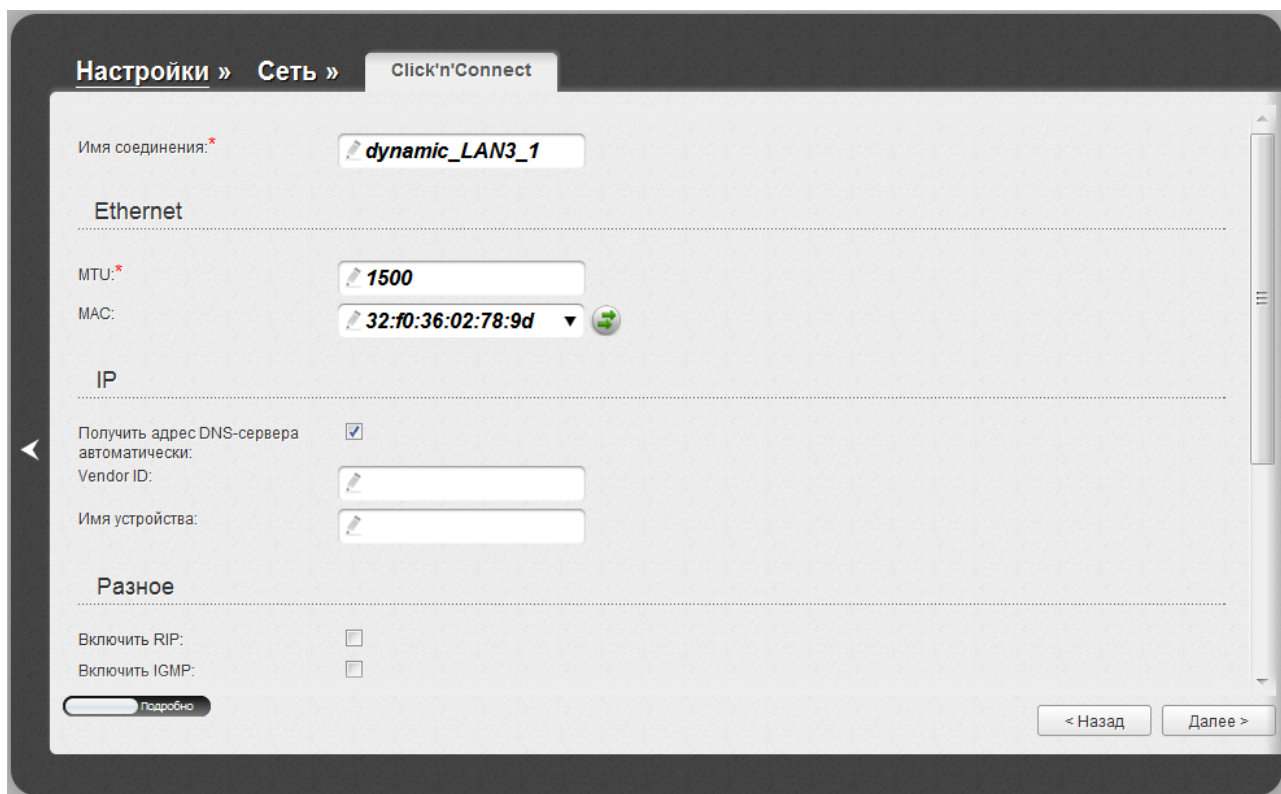 Настройки » Сеть » Click'n'Connect
Имя соединения:* dynamic_LAN3_1
Ethernet
MTU:* 1500
MAC: 32:f0:36:02:78:9d
IP
Получить адрес DNS-сервера
автоматически:
Vendor ID:
Имя устройства:
Разное
Включить RIP:
Включить IGMP:
Подробно
< Назад Далее >